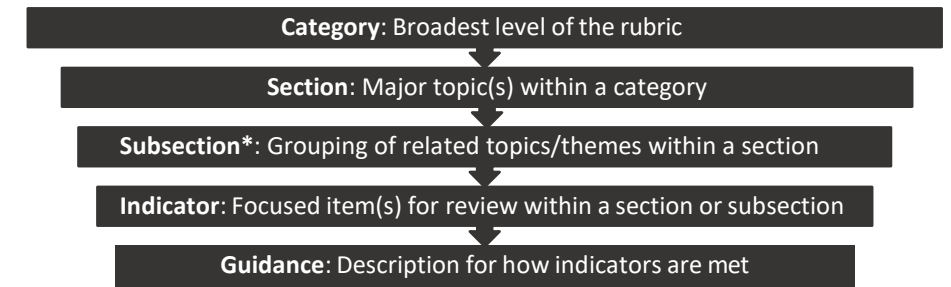 Category: Broadest level of the rubric
Section: Major topic(s) within a category
Subsection*: Grouping of related topics/themes within a section
Indicator: Focused item(s) for review within a section or subsection
Guidance: Description for how indicators are met